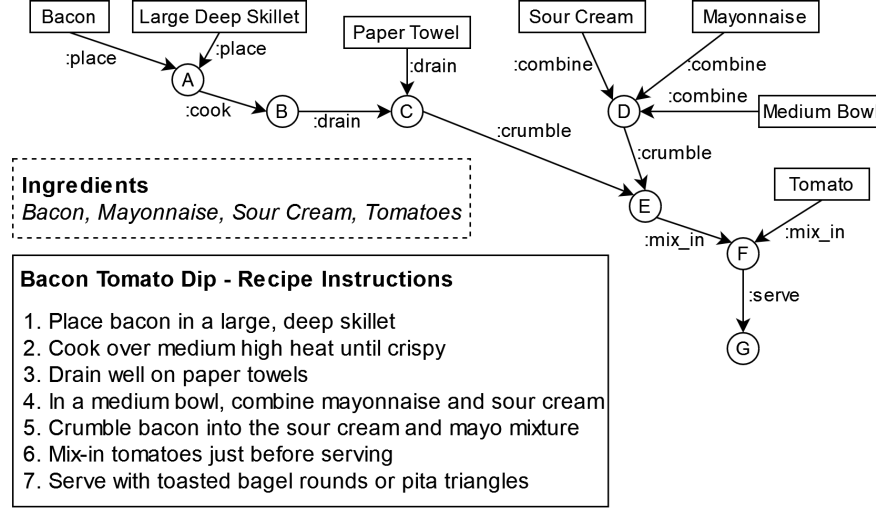 Bacon
Large Deep Skillet
Sour Cream
Mayonnaise
Paper Towel
:place
:place
:drain
:combine
:combine
A
:cook
:combine
B
:drain
C
D
Medium Bowl
:crumble
:crumble
Ingredients
Bacon, Mayonnaise, Sour Cream, Tomatoes
Tomato
E
:mix_in
:mix_in
F
:serve
G
Bacon Tomato Dip - Recipe Instructions
1. Place bacon in a large, deep skillet
2. Cook over medium high heat until crispy
3. Drain well on paper towels
4. In a medium bowl, combine mayonnaise and sour cream
5. Crumble bacon into the sour cream and mayo mixture
6. Mix-in tomatoes just before serving
7. Serve with toasted bagel rounds or pita triangles